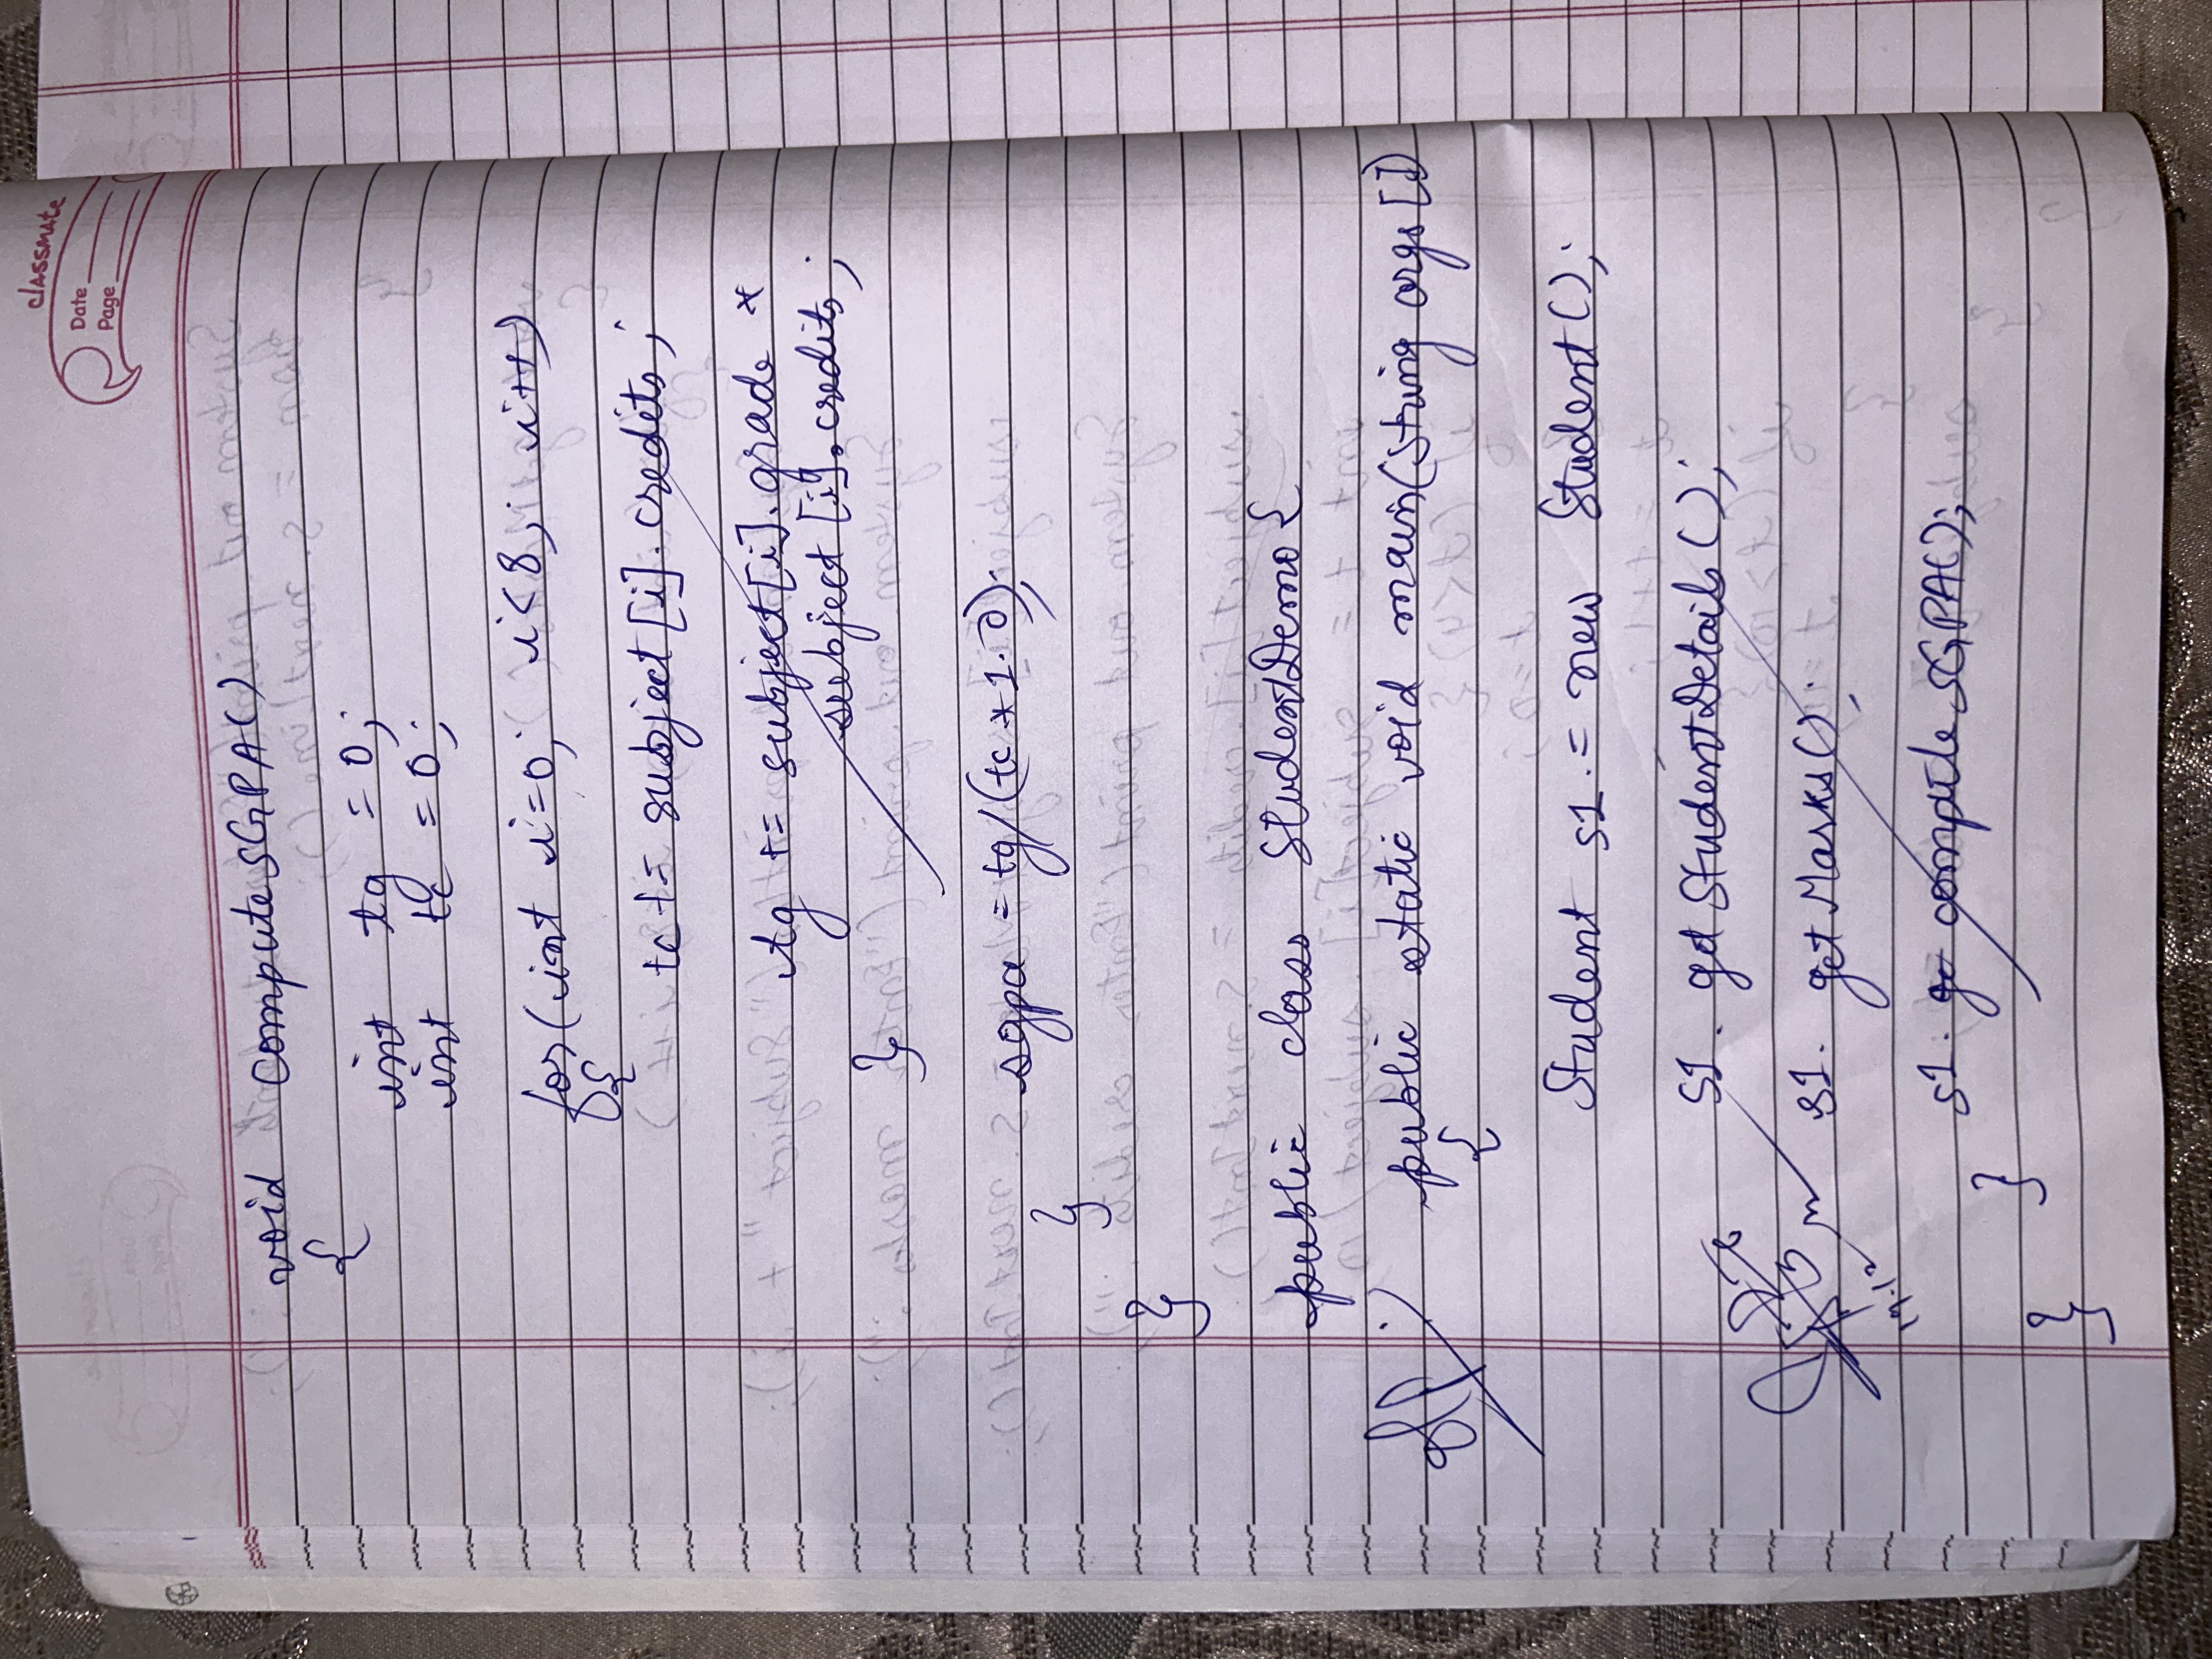 classmate
Date
Page
void computeSGPA()
{
int tg = 0;
int tc = 0;
for(int i=0; i<8; i++)
{
tc += subject[i].credits;
tg += subject[i].grade *
subject[i].credits;
}
sgpa = tg/(tc*1.0);
}
}
public class StudentDemo{
public static void main(String args[])
{
Student s1 = new Student();
s1. getStudentDetails();
s1. getMarks();
s1. compute SGPA();
}
}